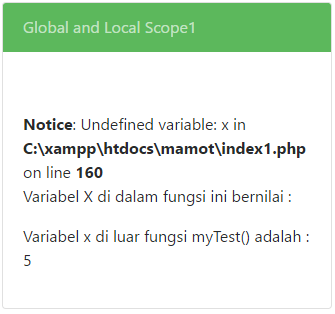 Global and Local Scope1
Notice: Undefined variable: x in
C:\xampp\htdocs\mamot\index1.php
on line 160
Variabel X di dalam fungsi ini bernilai :
Variabel x di luar fungsi myTest() adalah :
5